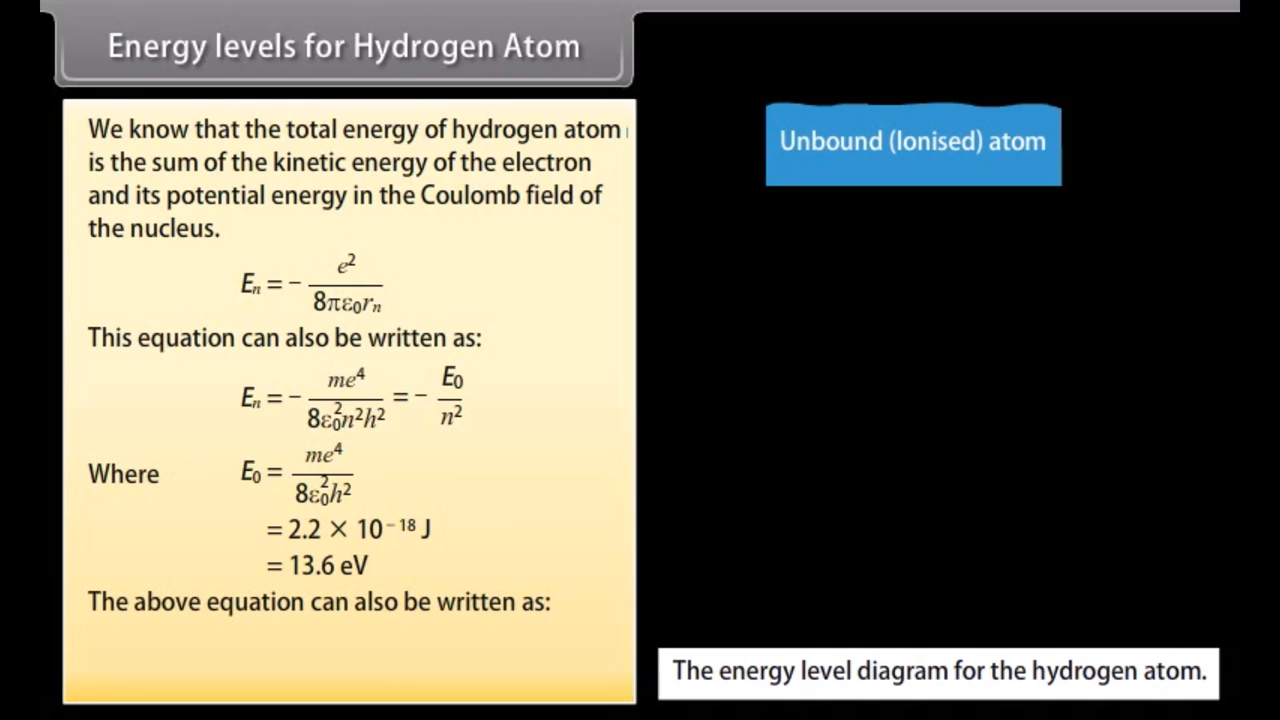 Energy levels for Hydrogen Atom
We know that the total energy of hydrogen atom
is the sum of the kinetic energy of the electron
and its potential energy in the Coulomb field of
the nucleus.
Eₙ = − e² / 8πε₀rₙ
This equation can also be written as:
Eₙ = − me⁴ / 8ε₀²n²h² = − E₀ / n²
Where E₀ = me⁴ / 8ε₀²h²
= 2.2 × 10⁻¹⁸ J
= 13.6 eV
The above equation can also be written as:
Unbound (Ionised) atom
The energy level diagram for the hydrogen atom.